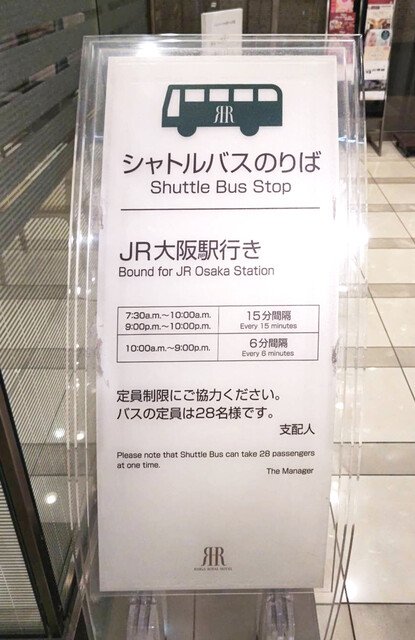 RR
シャトルバスのりば
Shuttle Bus Stop
JR大阪駅行き
Bound for JR Osaka Station
7:30a.m.～10:00a.m.
9:00p.m.～10:00p.m.
15分間隔
Every 15 minutes
10:00a.m.～9:00p.m.
6分間隔
Every 6 minutes
定員制限にご協力ください。
バスの定員は28名様です。
支配人
Please note that Shuttle Bus can take 28 passengers
at one time.
The Manager
RR
RIHGA ROYAL HOTEL